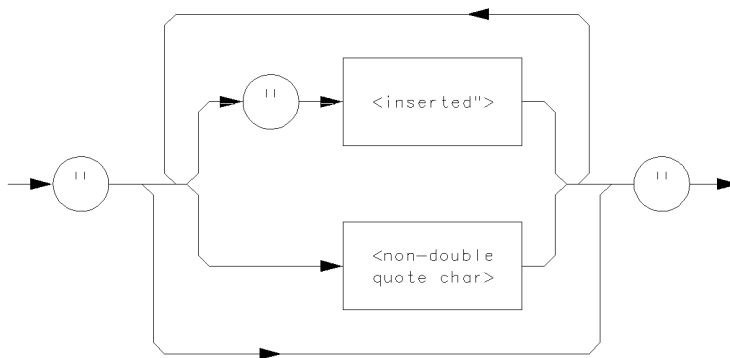 "
<inserted">
"
"
<non-double
quote char>